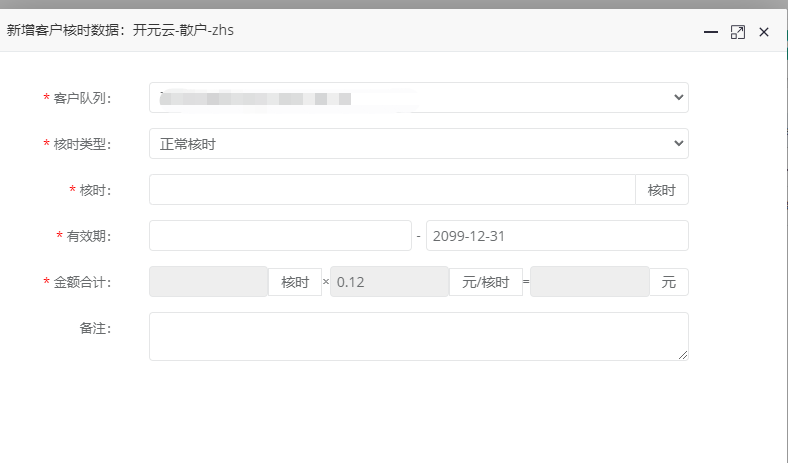 新增客户核时数据：开元云-散户-zhs
* 客户队列：
* 核时类型： 正常核时
* 核时： 核时
* 有效期： - 2099-12-31
* 金额合计： 核时 × 0.12 元/核时 = 元
备注：